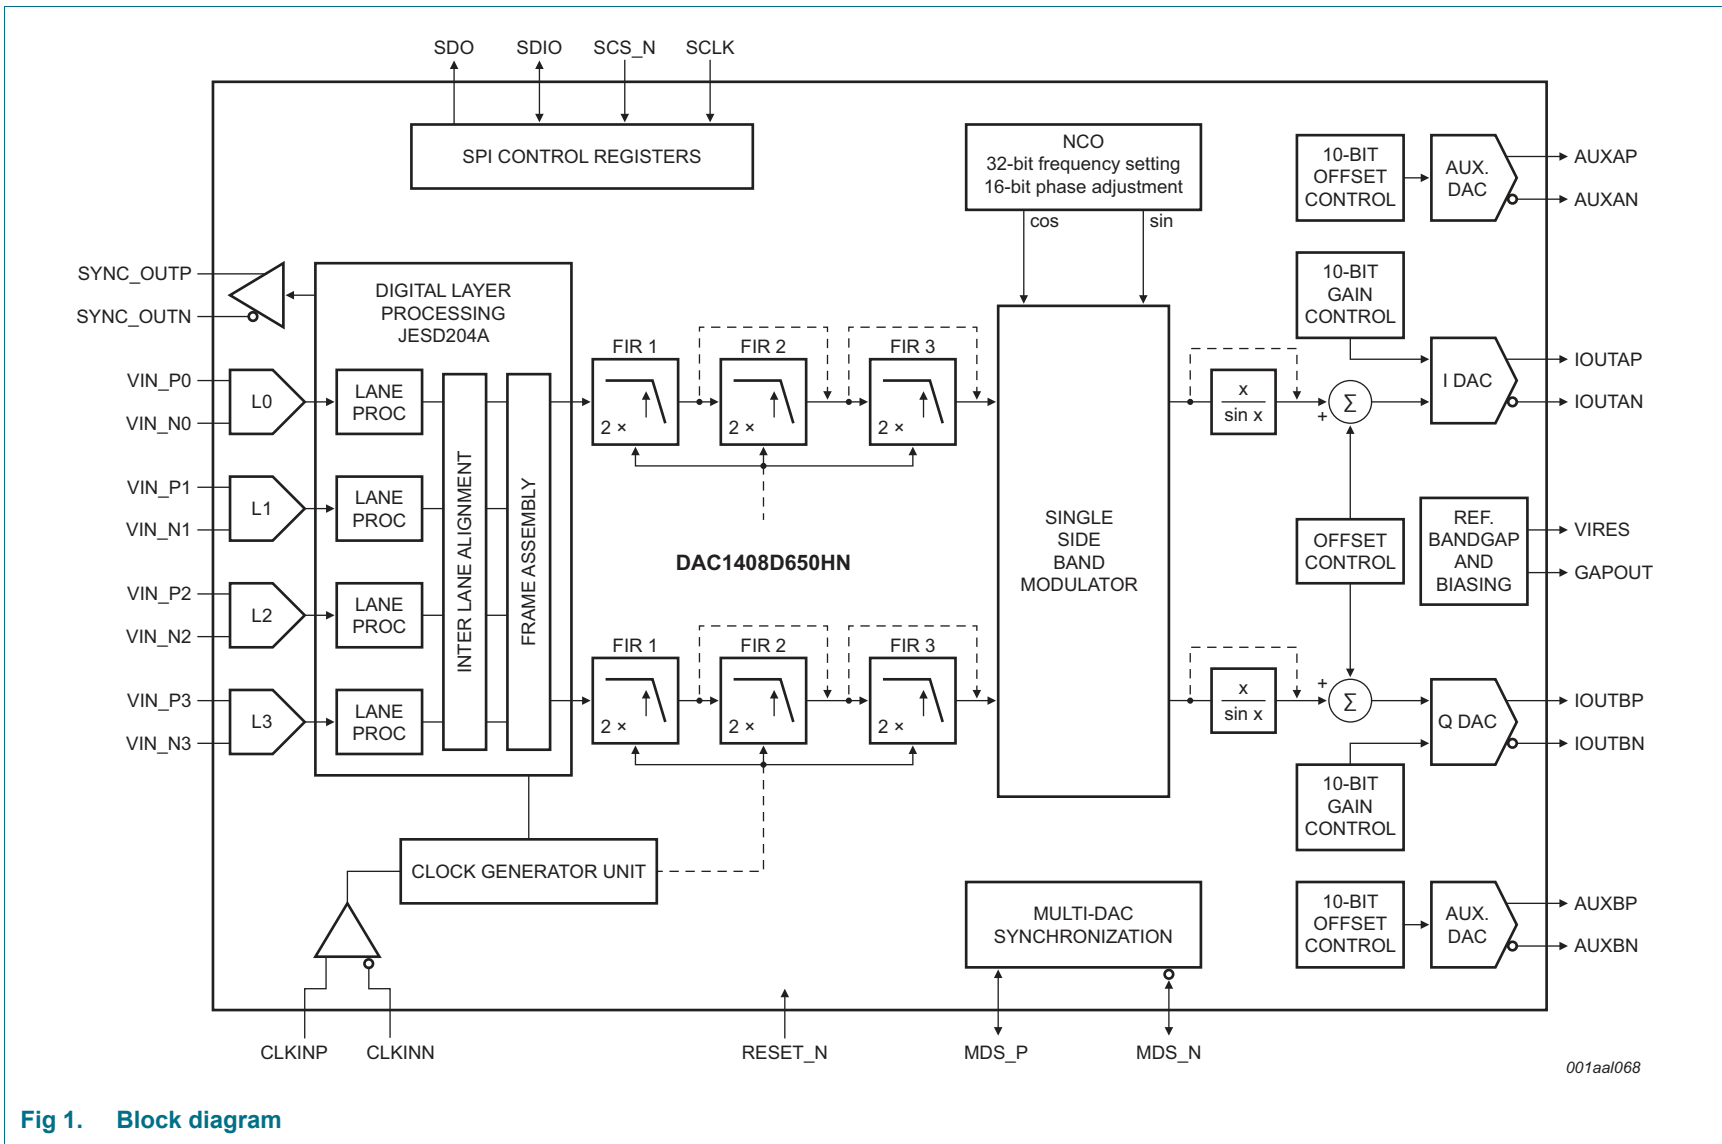 SDO SDIO SCS_N SCLK
SPI CONTROL REGISTERS
NCO
32-bit frequency setting
16-bit phase adjustment
cos sin
10-BIT
OFFSET
CONTROL
AUX.
DAC
AUXAP
AUXAN
SYNC_OUTP
SYNC_OUTN
DIGITAL LAYER
PROCESSING
JESD204A
10-BIT
GAIN
CONTROL
VIN_P0
VIN_N0
L0
LANE
PROC
VIN_P1
VIN_N1
L1
LANE
PROC
VIN_P2
VIN_N2
L2
LANE
PROC
VIN_P3
VIN_N3
L3
LANE
PROC
INTER LANE ALIGNMENT
FRAME ASSEMBLY
FIR 1 FIR 2 FIR 3
2 × 2 × 2 ×
DAC1408D650HN
FIR 1 FIR 2 FIR 3
2 × 2 × 2 ×
SINGLE
SIDE
BAND
MODULATOR
x
sin x
+
Σ
I DAC
IOUTAP
IOUTAN
OFFSET
CONTROL
REF.
BANDGAP
AND
BIASING
VIRES
GAPOUT
x
sin x
+
Σ
Q DAC
IOUTBP
IOUTBN
10-BIT
GAIN
CONTROL
CLOCK GENERATOR UNIT
MULTI-DAC
SYNCHRONIZATION
10-BIT
OFFSET
CONTROL
AUX.
DAC
AUXBP
AUXBN
CLKINP CLKINN RESET_N MDS_P MDS_N
001aal068
Fig 1. Block diagram